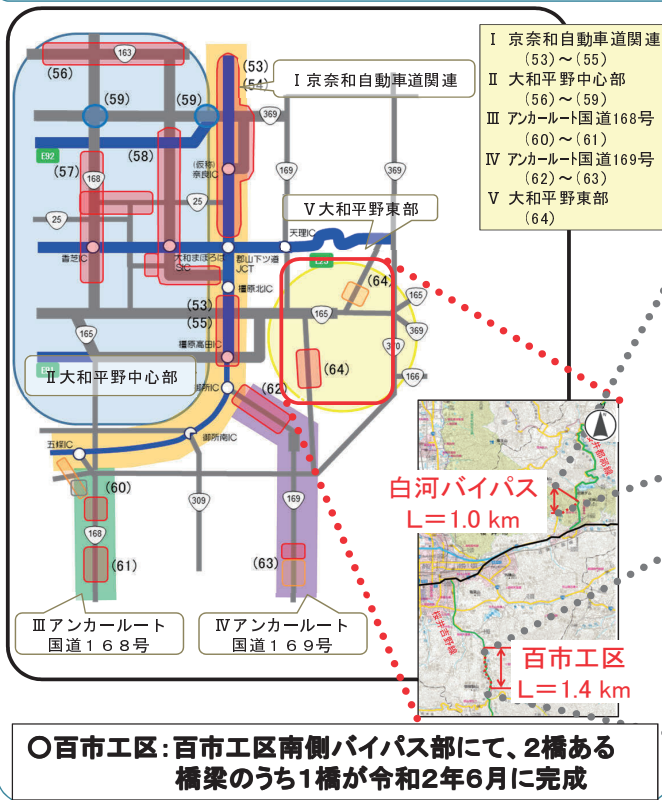 163
(56)
(53)
(54)
Ⅰ京奈和自動車道関連
Ⅰ 京奈和自動車道関連
(53)～(55)
Ⅱ 大和平野中心部
(56)～(59)
Ⅲ アンカールート国道168号
(60)～(61)
Ⅳ アンカールート国道169号
(62)～(63)
Ⅴ 大和平野東部
(64)
(59)
(59)
369
E92
(58)
(57)
168
(仮称)
奈良IC
169
369
25
25
Ⅴ大和平野東部
天理IC
香芝IC
大和まほろば
SIC
郡山下ツ道
JCT
橿原北IC
(64)
(53)
(55)
165
165
369
165
橿原高田IC
370
166
Ⅱ大和平野中心部
(64)
御所IC
(62)
御所南IC
五條IC
(60)
309
169
168
(61)
(63)
Ⅲアンカールート
国道１６８号
Ⅳアンカールート
国道１６９号
白河バイパス
L＝1.0 km
桜井吉野線
百市工区
L＝1.4 km
○百市工区：百市工区南側バイパス部にて、2橋ある
橋梁のうち1橋が令和2年6月に完成